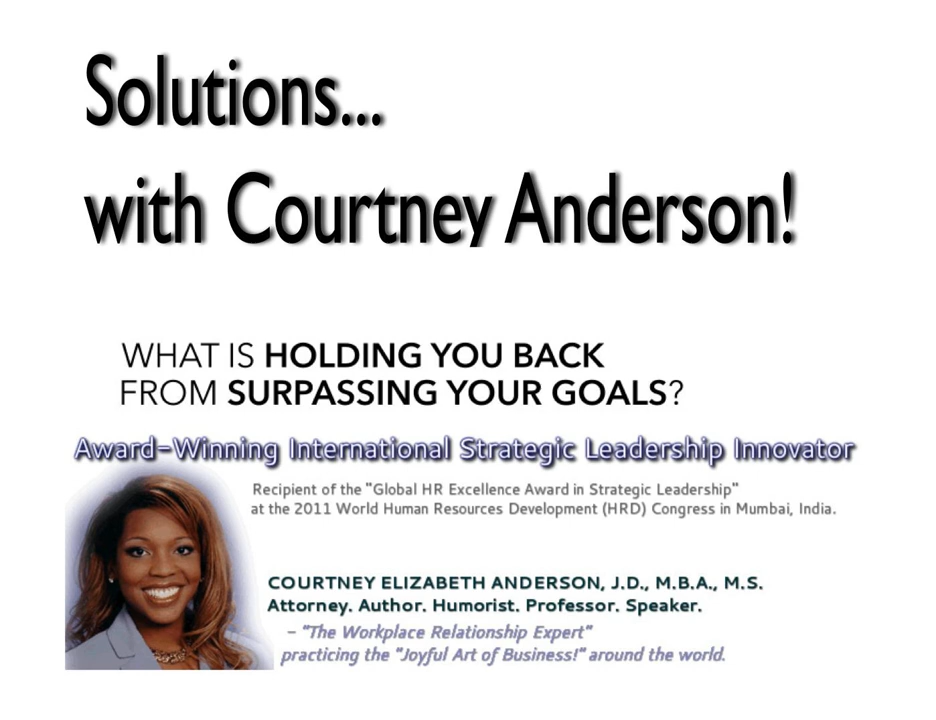 Solutions...
with Courtney Anderson!
WHAT IS HOLDING YOU BACK
FROM SURPASSING YOUR GOALS?
Award-Winning International Strategic Leadership Innovator
Recipient of the "Global HR Excellence Award in Strategic Leadership"
at the 2011 World Human Resources Development (HRD) Congress in Mumbai, India.
COURTNEY ELIZABETH ANDERSON, J.D., M.B.A., M.S.
Attorney. Author. Humorist. Professor. Speaker.
- "The Workplace Relationship Expert"
practicing the "Joyful Art of Business!" around the world.